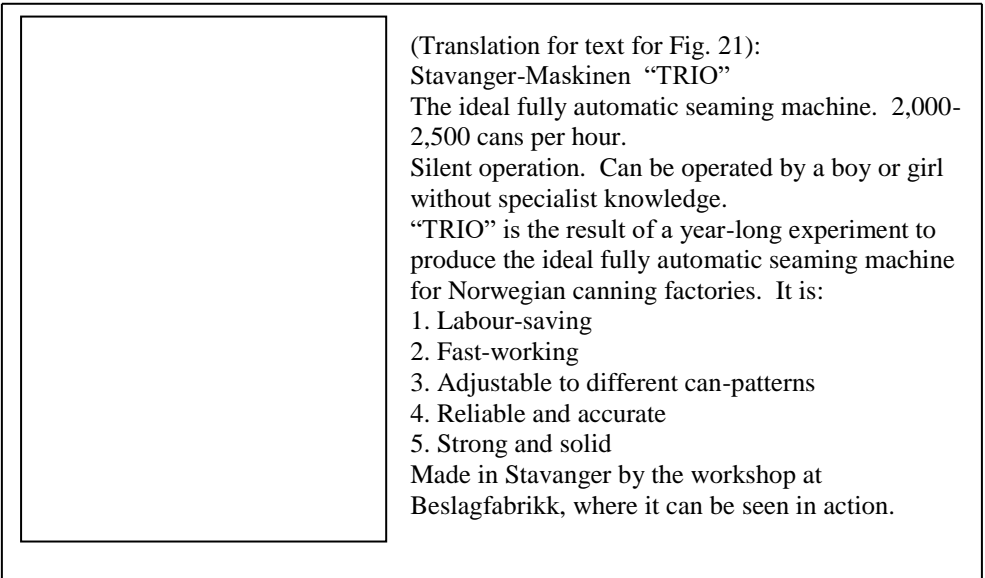 (Translation for text for Fig. 21):
Stavanger-Maskinen “TRIO”
The ideal fully automatic seaming machine. 2,000-
2,500 cans per hour.
Silent operation. Can be operated by a boy or girl
without specialist knowledge.
“TRIO” is the result of a year-long experiment to
produce the ideal fully automatic seaming machine
for Norwegian canning factories. It is:
1. Labour-saving
2. Fast-working
3. Adjustable to different can-patterns
4. Reliable and accurate
5. Strong and solid
Made in Stavanger by the workshop at
Beslagfabrikk, where it can be seen in action.